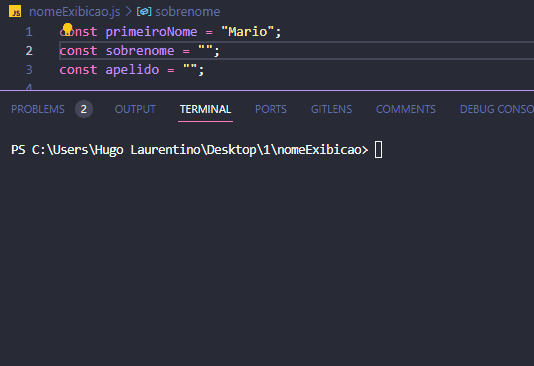 JS nomeExibicao.js > sobrenome
1 const primeiroNome = "Mario";
2 const sobrenome = "";
3 const apelido = "";
4
PROBLEMS 2 OUTPUT TERMINAL PORTS GITLENS COMMENTS DEBUG CONSO
PS C:\Users\Hugo Laurentino\Desktop\1\nomeExibicao>